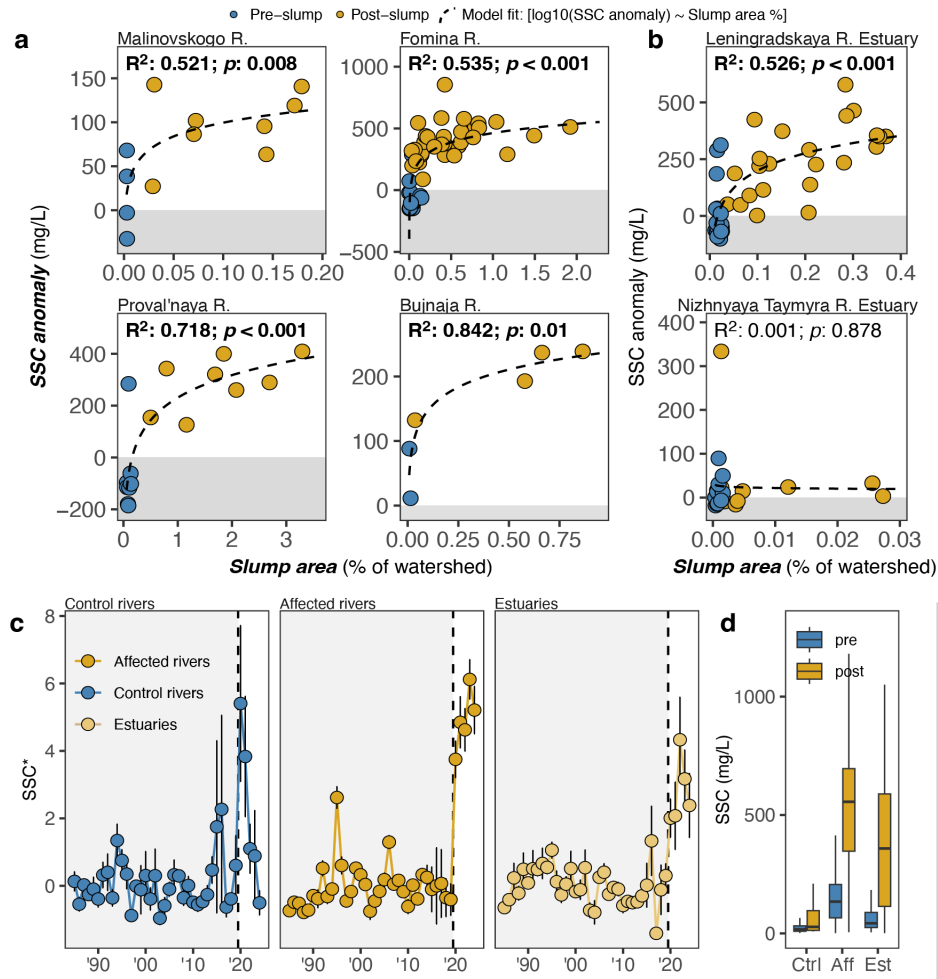 Pre-slump Post-slump Model fit: [log10(SSC anomaly) ~ Slump area %]
a
Malinovskogo R.
R²: 0.521; p: 0.008
150
100
50
0
0.00 0.05 0.10 0.15 0.20
Fomina R.
R²: 0.535; p < 0.001
1000
500
0
−500
0.0 0.5 1.0 1.5 2.0
b
Leningradskaya R. Estuary
R²: 0.526; p < 0.001
500
250
0
0.0 0.1 0.2 0.3 0.4
SSC anomaly (mg/L)
SSC anomaly (mg/L)
Proval'naya R.
R²: 0.718; p < 0.001
400
200
0
−200
0 1 2 3
Bujnaja R.
R²: 0.842; p: 0.01
200
100
0
0.00 0.25 0.50 0.75
Nizhnyaya Taymyra R. Estuary
R²: 0.001; p: 0.878
400
300
200
100
0
0.00 0.01 0.02 0.03
Slump area (% of watershed)
Slump area (% of watershed)
c
Control rivers
Affected rivers
Estuaries
8
6
4
2
0
SSC*
Affected rivers
Control rivers
Estuaries
'90 '00 '10 '20
'90 '00 '10 '20
'90 '00 '10 '20
d
pre
post
SSC (mg/L)
1000
500
0
Ctrl Aff Est